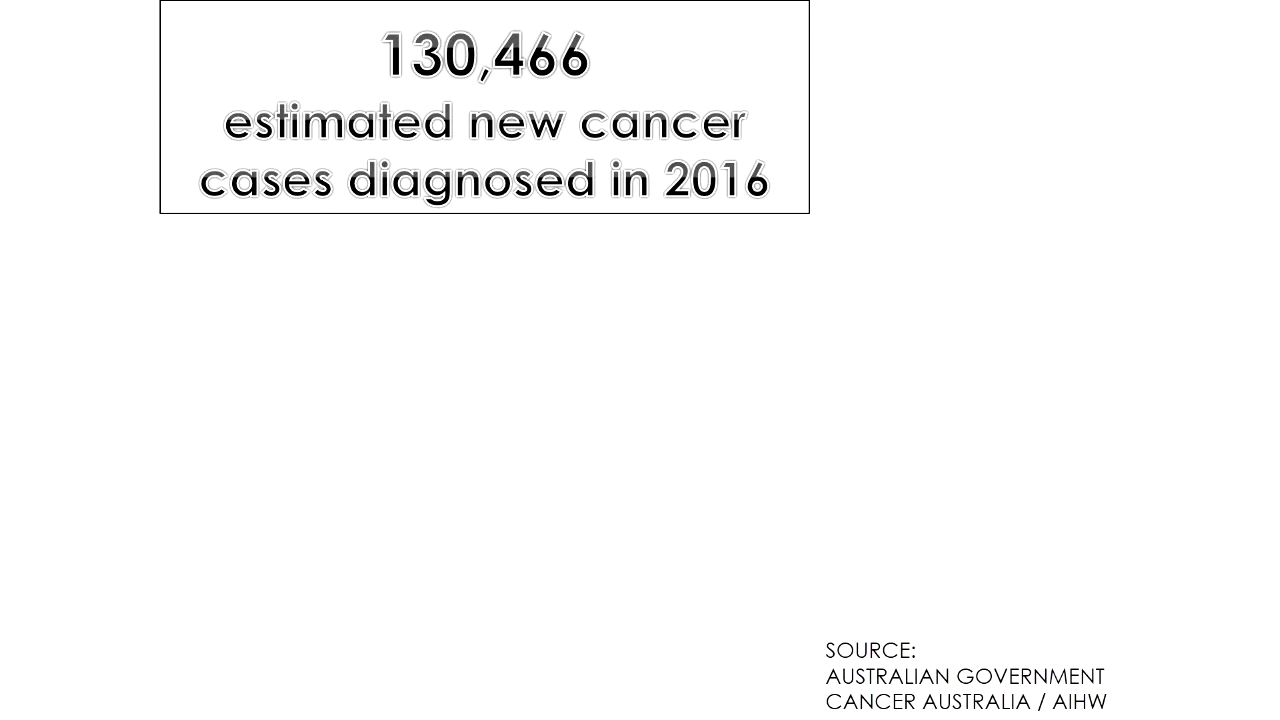 130,466
estimated new cancer
cases diagnosed in 2016
SOURCE:
AUSTRALIAN GOVERNMENT
CANCER AUSTRALIA / AIHW